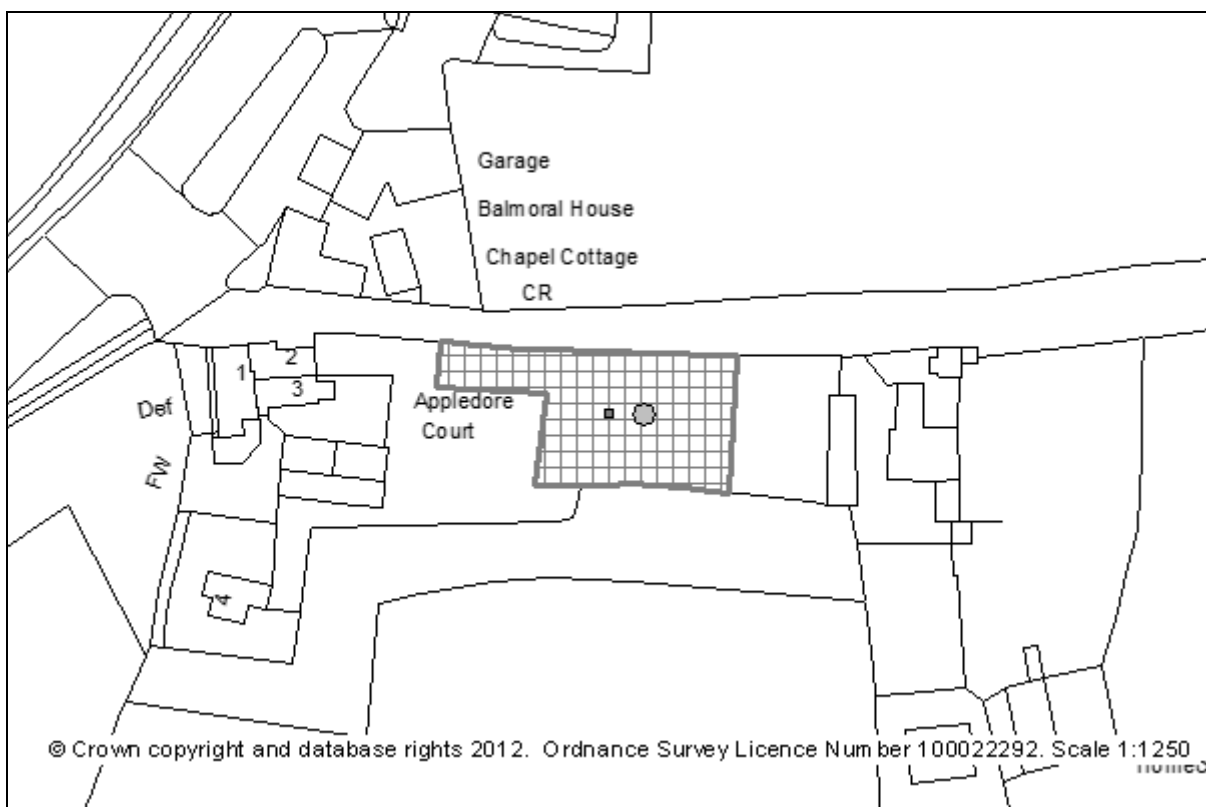 Garage
Balmoral House
Chapel Cottage
CR
2
1
3
Appledore
Court
Def
FW
4
© Crown copyright and database rights 2012. Ordnance Survey Licence Number 100022292. Scale 1:1250